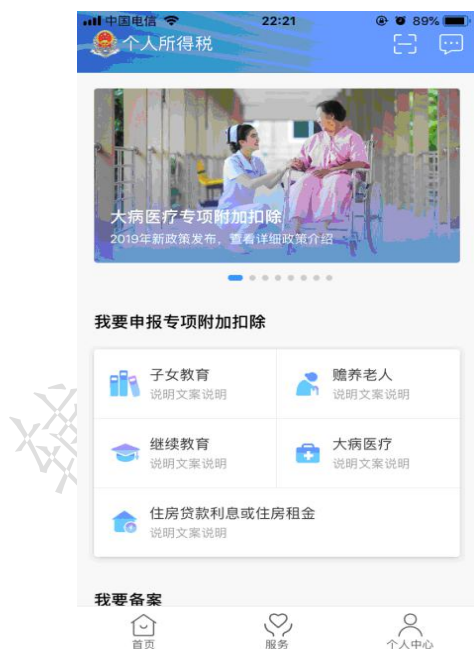 中国电信 22:21 89%
个人所得税
大病医疗专项附加扣除
2019年新政策发布，查看详细政策介绍
我要申报专项附加扣除
子女教育
说明文案说明
赡养老人
说明文案说明
继续教育
说明文案说明
大病医疗
说明文案说明
住房贷款利息或住房租金
说明文案说明
我要备案
首页 服务 个人中心